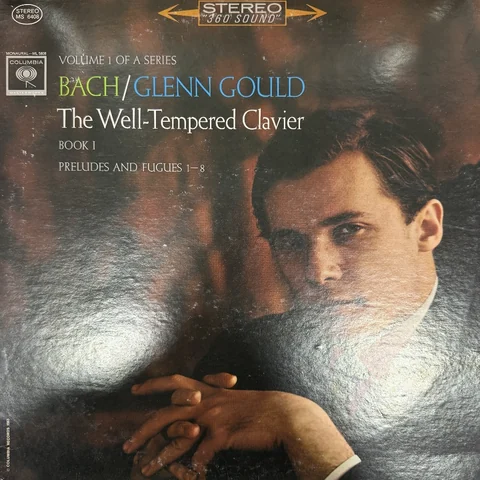 STEREO
MS 6408
STEREO
"360 SOUND"
COLUMBIA
VOLUME 1 OF A SERIES
BACH/GLENN GOULD
The Well-Tempered Clavier
BOOK I
PRELUDES AND FUGUES 1–8